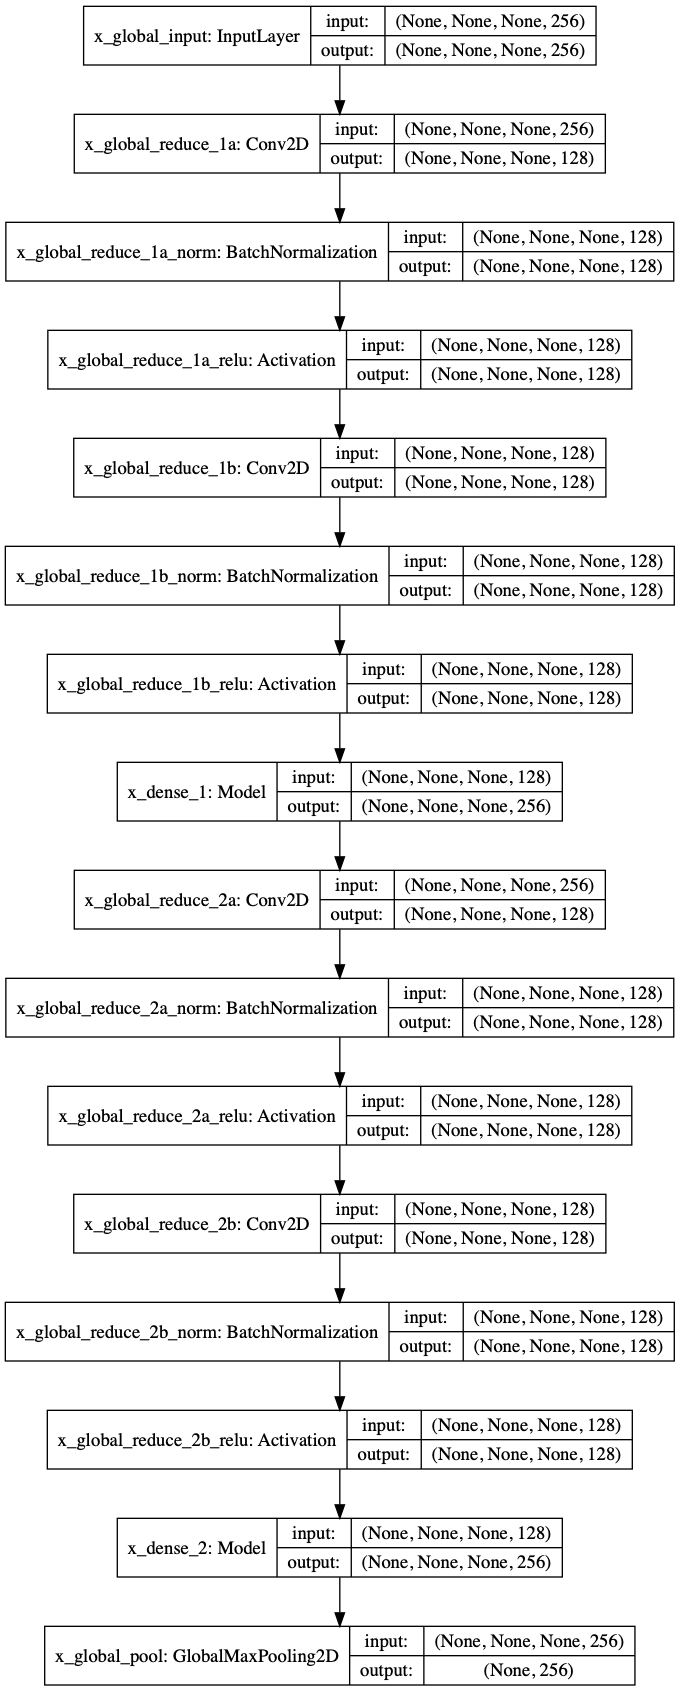 x_global_input: InputLayer
input: (None, None, None, 256)
output: (None, None, None, 256)
x_global_reduce_1a: Conv2D
input: (None, None, None, 256)
output: (None, None, None, 128)
x_global_reduce_1a_norm: BatchNormalization
input: (None, None, None, 128)
output: (None, None, None, 128)
x_global_reduce_1a_relu: Activation
input: (None, None, None, 128)
output: (None, None, None, 128)
x_global_reduce_1b: Conv2D
input: (None, None, None, 128)
output: (None, None, None, 128)
x_global_reduce_1b_norm: BatchNormalization
input: (None, None, None, 128)
output: (None, None, None, 128)
x_global_reduce_1b_relu: Activation
input: (None, None, None, 128)
output: (None, None, None, 128)
x_dense_1: Model
input: (None, None, None, 128)
output: (None, None, None, 256)
x_global_reduce_2a: Conv2D
input: (None, None, None, 256)
output: (None, None, None, 128)
x_global_reduce_2a_norm: BatchNormalization
input: (None, None, None, 128)
output: (None, None, None, 128)
x_global_reduce_2a_relu: Activation
input: (None, None, None, 128)
output: (None, None, None, 128)
x_global_reduce_2b: Conv2D
input: (None, None, None, 128)
output: (None, None, None, 128)
x_global_reduce_2b_norm: BatchNormalization
input: (None, None, None, 128)
output: (None, None, None, 128)
x_global_reduce_2b_relu: Activation
input: (None, None, None, 128)
output: (None, None, None, 128)
x_dense_2: Model
input: (None, None, None, 128)
output: (None, None, None, 256)
x_global_pool: GlobalMaxPooling2D
input: (None, None, None, 256)
output: (None, 256)